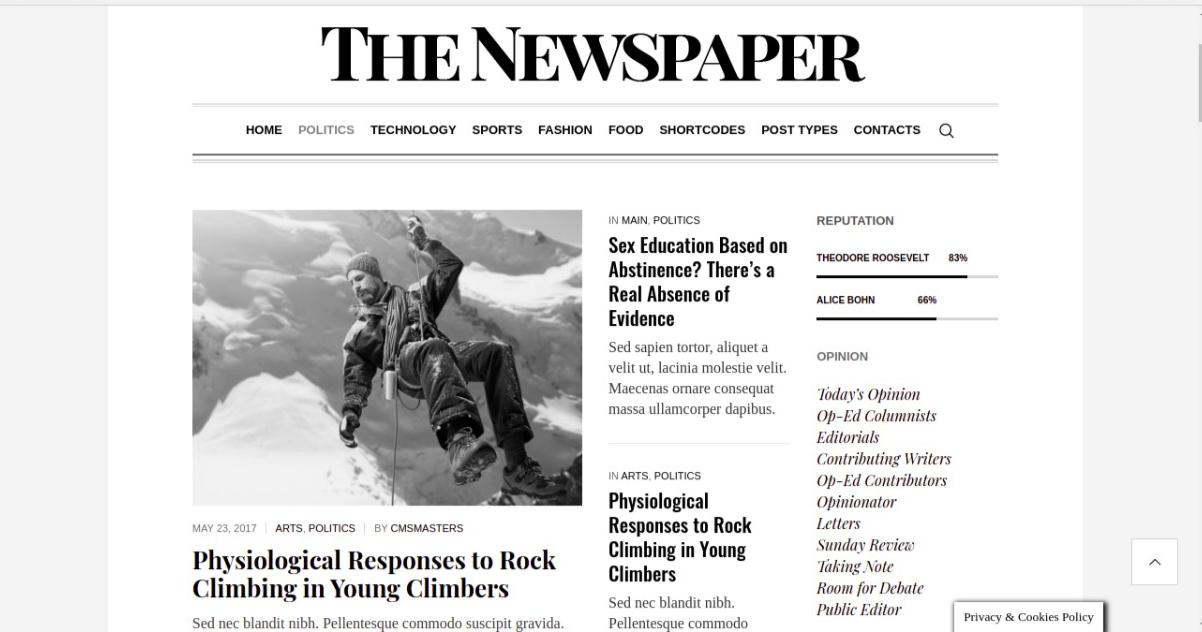 THE NEWSPAPER
HOME POLITICS TECHNOLOGY SPORTS FASHION FOOD SHORTCODES POST TYPES CONTACTS
MAY 23, 2017 ARTS, POLITICS BY CMSMASTERS
Physiological Responses to Rock
Climbing in Young Climbers
Sed nec blandit nibh. Pellentesque commodo suscipit gravida.
IN MAIN, POLITICS
Sex Education Based on
Abstinence? There's a
Real Absence of
Evidence
Sed sapien tortor, aliquet a
velit ut, lacinia molestie velit.
Maecenas ornare consequat
massa ullamcorper dapibus.
IN ARTS, POLITICS
Physiological
Responses to Rock
Climbing in Young
Climbers
Sed nec blandit nibh.
Pellentesque commodo
REPUTATION
THEODORE ROOSEVELT 83%
ALICE BOHN 66%
OPINION
Today's Opinion
Op-Ed Columnists
Editorials
Contributing Writers
Op-Ed Contributors
Opinionator
Letters
Sunday Review
Taking Note
Room for Debate
Public Editor
Privacy & Cookies Policy